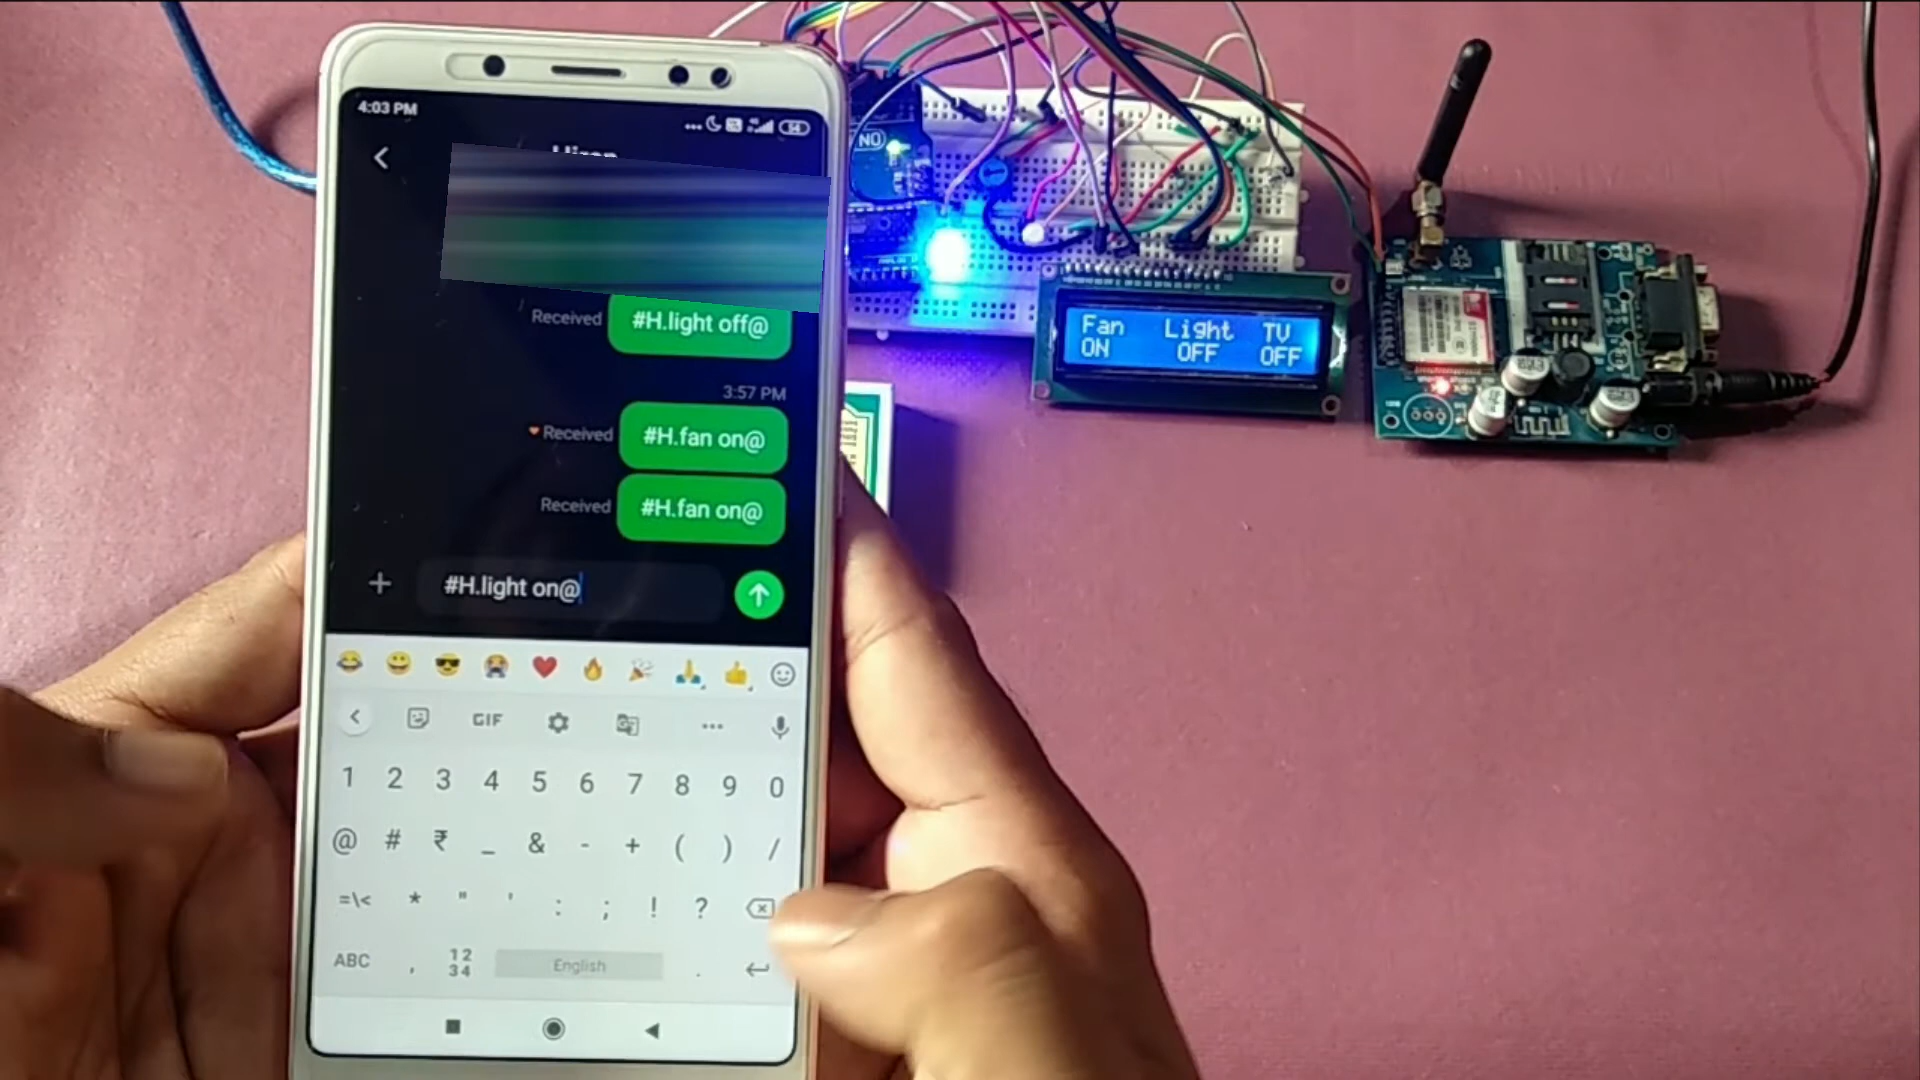 4:03 PM
54
Received
#H.light off@
3:57 PM
Received
#H.fan on@
Received
#H.fan on@
#H.light on@
GIF
1 2 3 4 5 6 7 8 9 0
@ # ₹ _ & - + ( ) /
=\< * " ' : ; ! ?
ABC , 12 34 English .
NO
Fan Light TV
ON OFF OFF